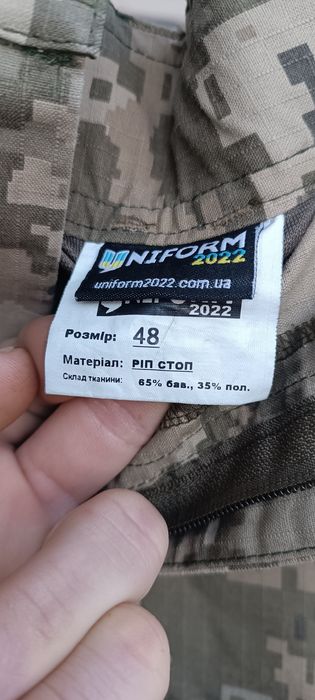 UNIFORM
2022
uniform2022.com.ua
2022
Розмір: 48
Матеріал: РІП СТОП
Склад тканини: 65% бав., 35% пол.